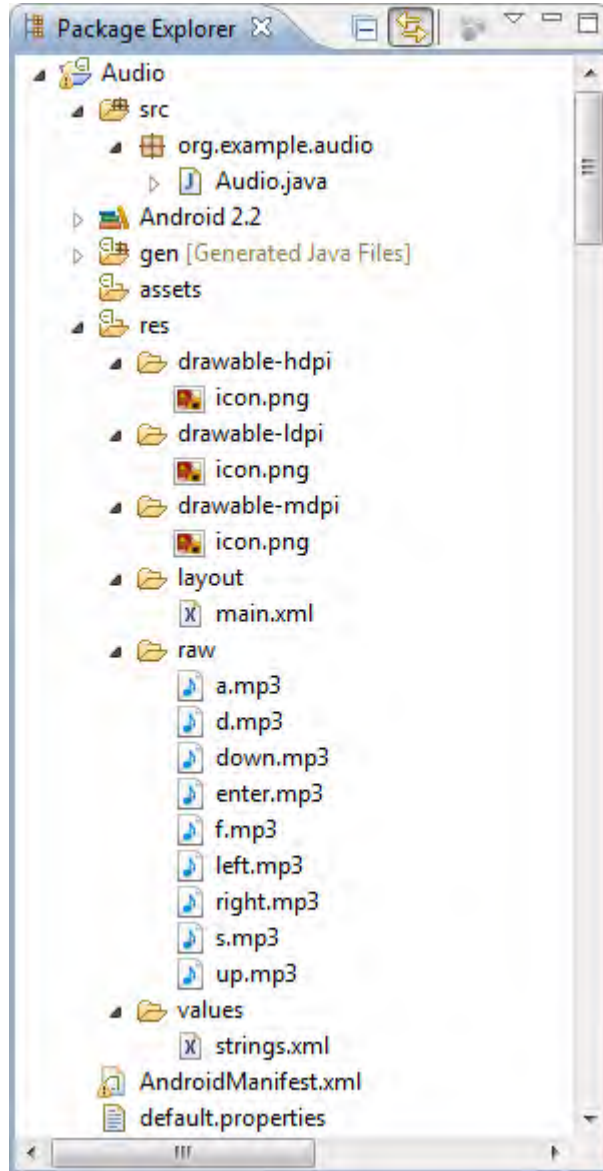 Package Explorer
Audio
src
org.example.audio
Audio.java
Android 2.2
gen [Generated Java Files]
assets
res
drawable-hdpi
icon.png
drawable-ldpi
icon.png
drawable-mdpi
icon.png
layout
main.xml
raw
a.mp3
d.mp3
down.mp3
enter.mp3
f.mp3
left.mp3
right.mp3
s.mp3
up.mp3
values
strings.xml
AndroidManifest.xml
default.properties